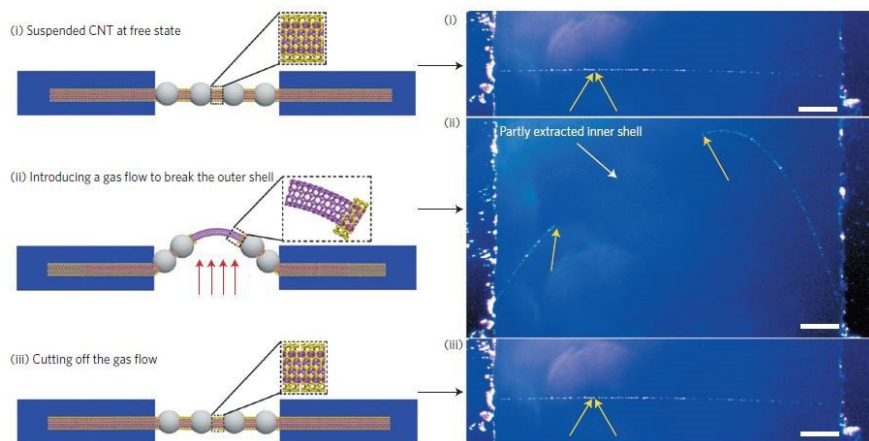 (i) Suspended CNT at free state
(ii) Introducing a gas flow to break the outer shell
(iii) Cutting off the gas flow
(i)
(ii)
Partly extracted inner shell
(iii)